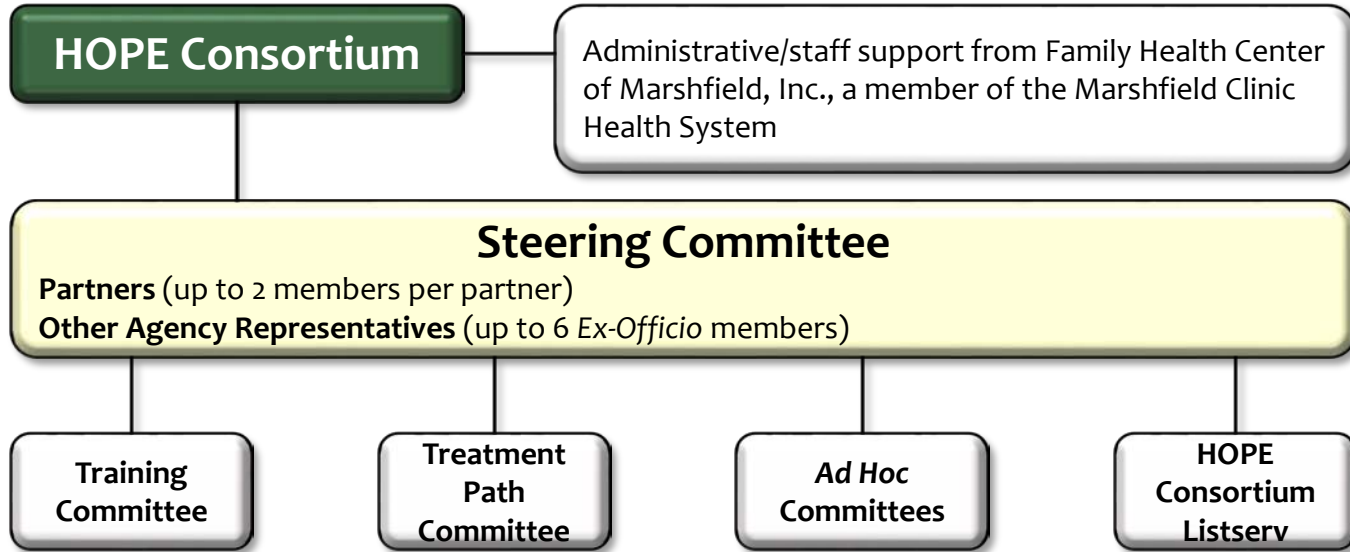 HOPE Consortium
Administrative/staff support from Family Health Center
of Marshfield, Inc., a member of the Marshfield Clinic
Health System
Steering Committee
Partners (up to 2 members per partner)
Other Agency Representatives (up to 6 Ex-Officio members)
Training
Committee
Treatment
Path
Committee
Ad Hoc
Committees
HOPE
Consortium
Listserv